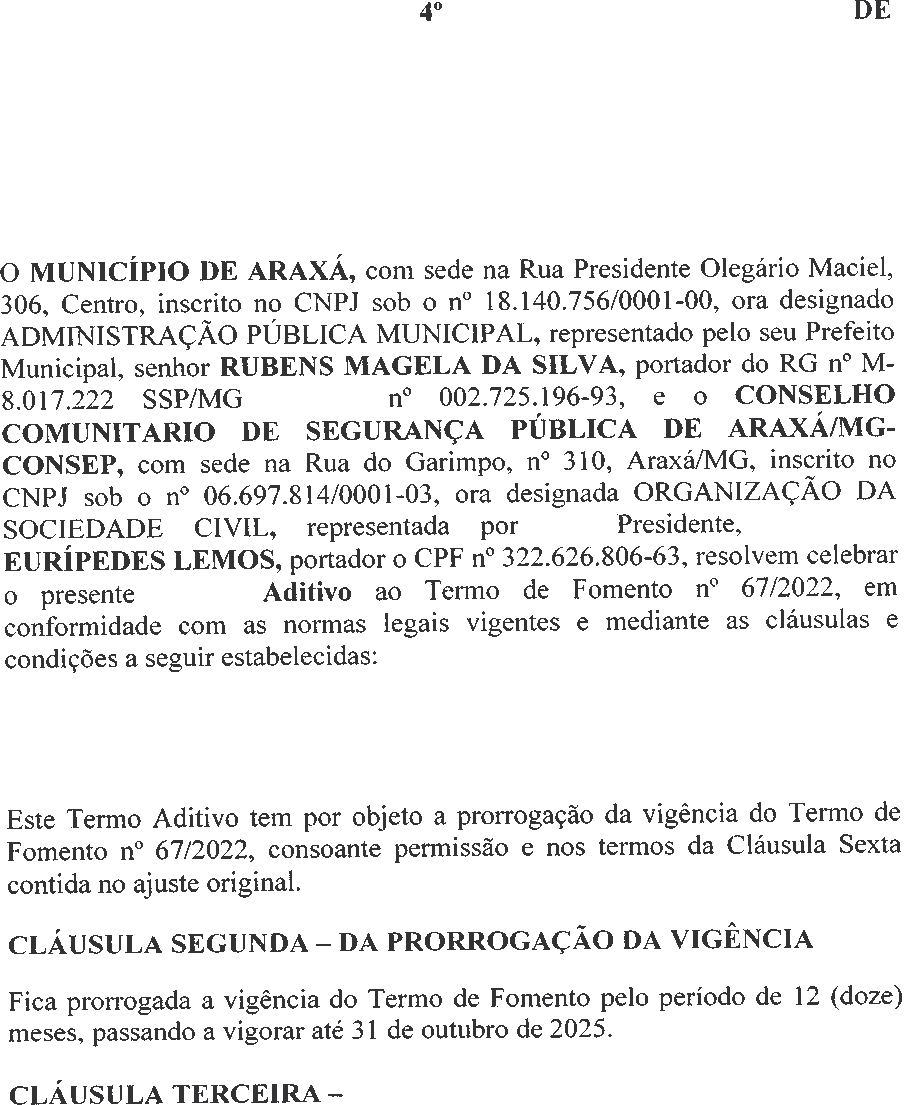 4º DE
O MUNICÍPIO DE ARAXÁ, com sede na Rua Presidente Olegário Maciel,
306, Centro, inscrito no CNPJ sob o nº 18.140.756/0001-00, ora designado
ADMINISTRAÇÃO PÚBLICA MUNICIPAL, representado pelo seu Prefeito
Municipal, senhor RUBENS MAGELA DA SILVA, portador do RG nº M-
8.017.222 SSP/MG nº 002.725.196-93, e o CONSELHO
COMUNITARIO DE SEGURANÇA PÚBLICA DE ARAXÁ/MG-
CONSEP, com sede na Rua do Garimpo, nº 310, Araxá/MG, inscrito no
CNPJ sob o nº 06.697.814/0001-03, ora designada ORGANIZAÇÃO DA
SOCIEDADE CIVIL, representada por Presidente,
EURÍPEDES LEMOS, portador o CPF nº 322.626.806-63, resolvem celebrar
o presente Aditivo ao Termo de Fomento nº 67/2022, em
conformidade com as normas legais vigentes e mediante as cláusulas e
condições a seguir estabelecidas:
Este Termo Aditivo tem por objeto a prorrogação da vigência do Termo de
Fomento nº 67/2022, consoante permissão e nos termos da Cláusula Sexta
contida no ajuste original.
CLÁUSULA SEGUNDA – DA PRORROGAÇÃO DA VIGÊNCIA
Fica prorrogada a vigência do Termo de Fomento pelo período de 12 (doze)
meses, passando a vigorar até 31 de outubro de 2025.
CLÁUSULA TERCEIRA –